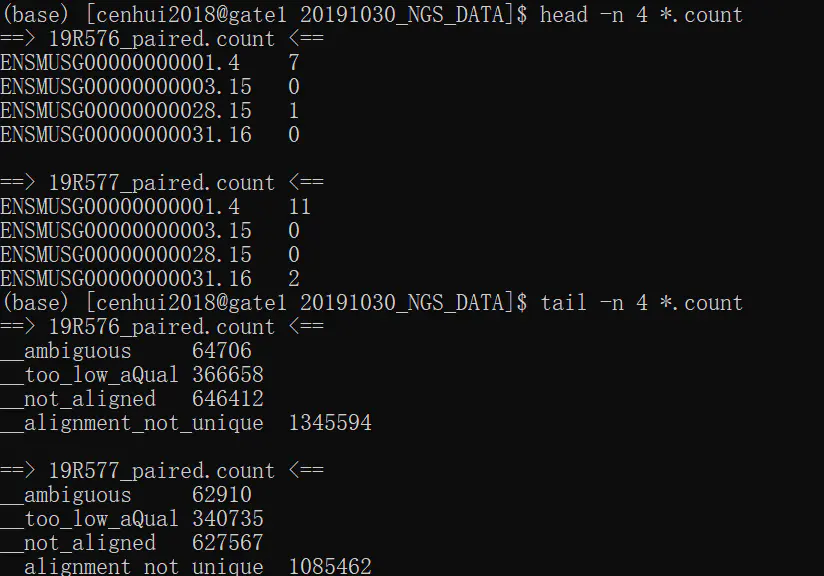 (base) [cenhui2018@gate1 20191030_NGS_DATA]$ head -n 4 *.count
==> 19R576_paired.count <==
ENSMUSG00000000001.4    7
ENSMUSG00000000003.15   0
ENSMUSG00000000028.15   1
ENSMUSG00000000031.16   0

==> 19R577_paired.count <==
ENSMUSG00000000001.4    11
ENSMUSG00000000003.15   0
ENSMUSG00000000028.15   0
ENSMUSG00000000031.16   2
(base) [cenhui2018@gate1 20191030_NGS_DATA]$ tail -n 4 *.count
==> 19R576_paired.count <==
__ambiguous     64706
__too_low_aQual 366658
__not_aligned   646412
__alignment_not_unique  1345594

==> 19R577_paired.count <==
__ambiguous     62910
__too_low_aQual 340735
__not_aligned   627567
__alignment_not_unique  1085462